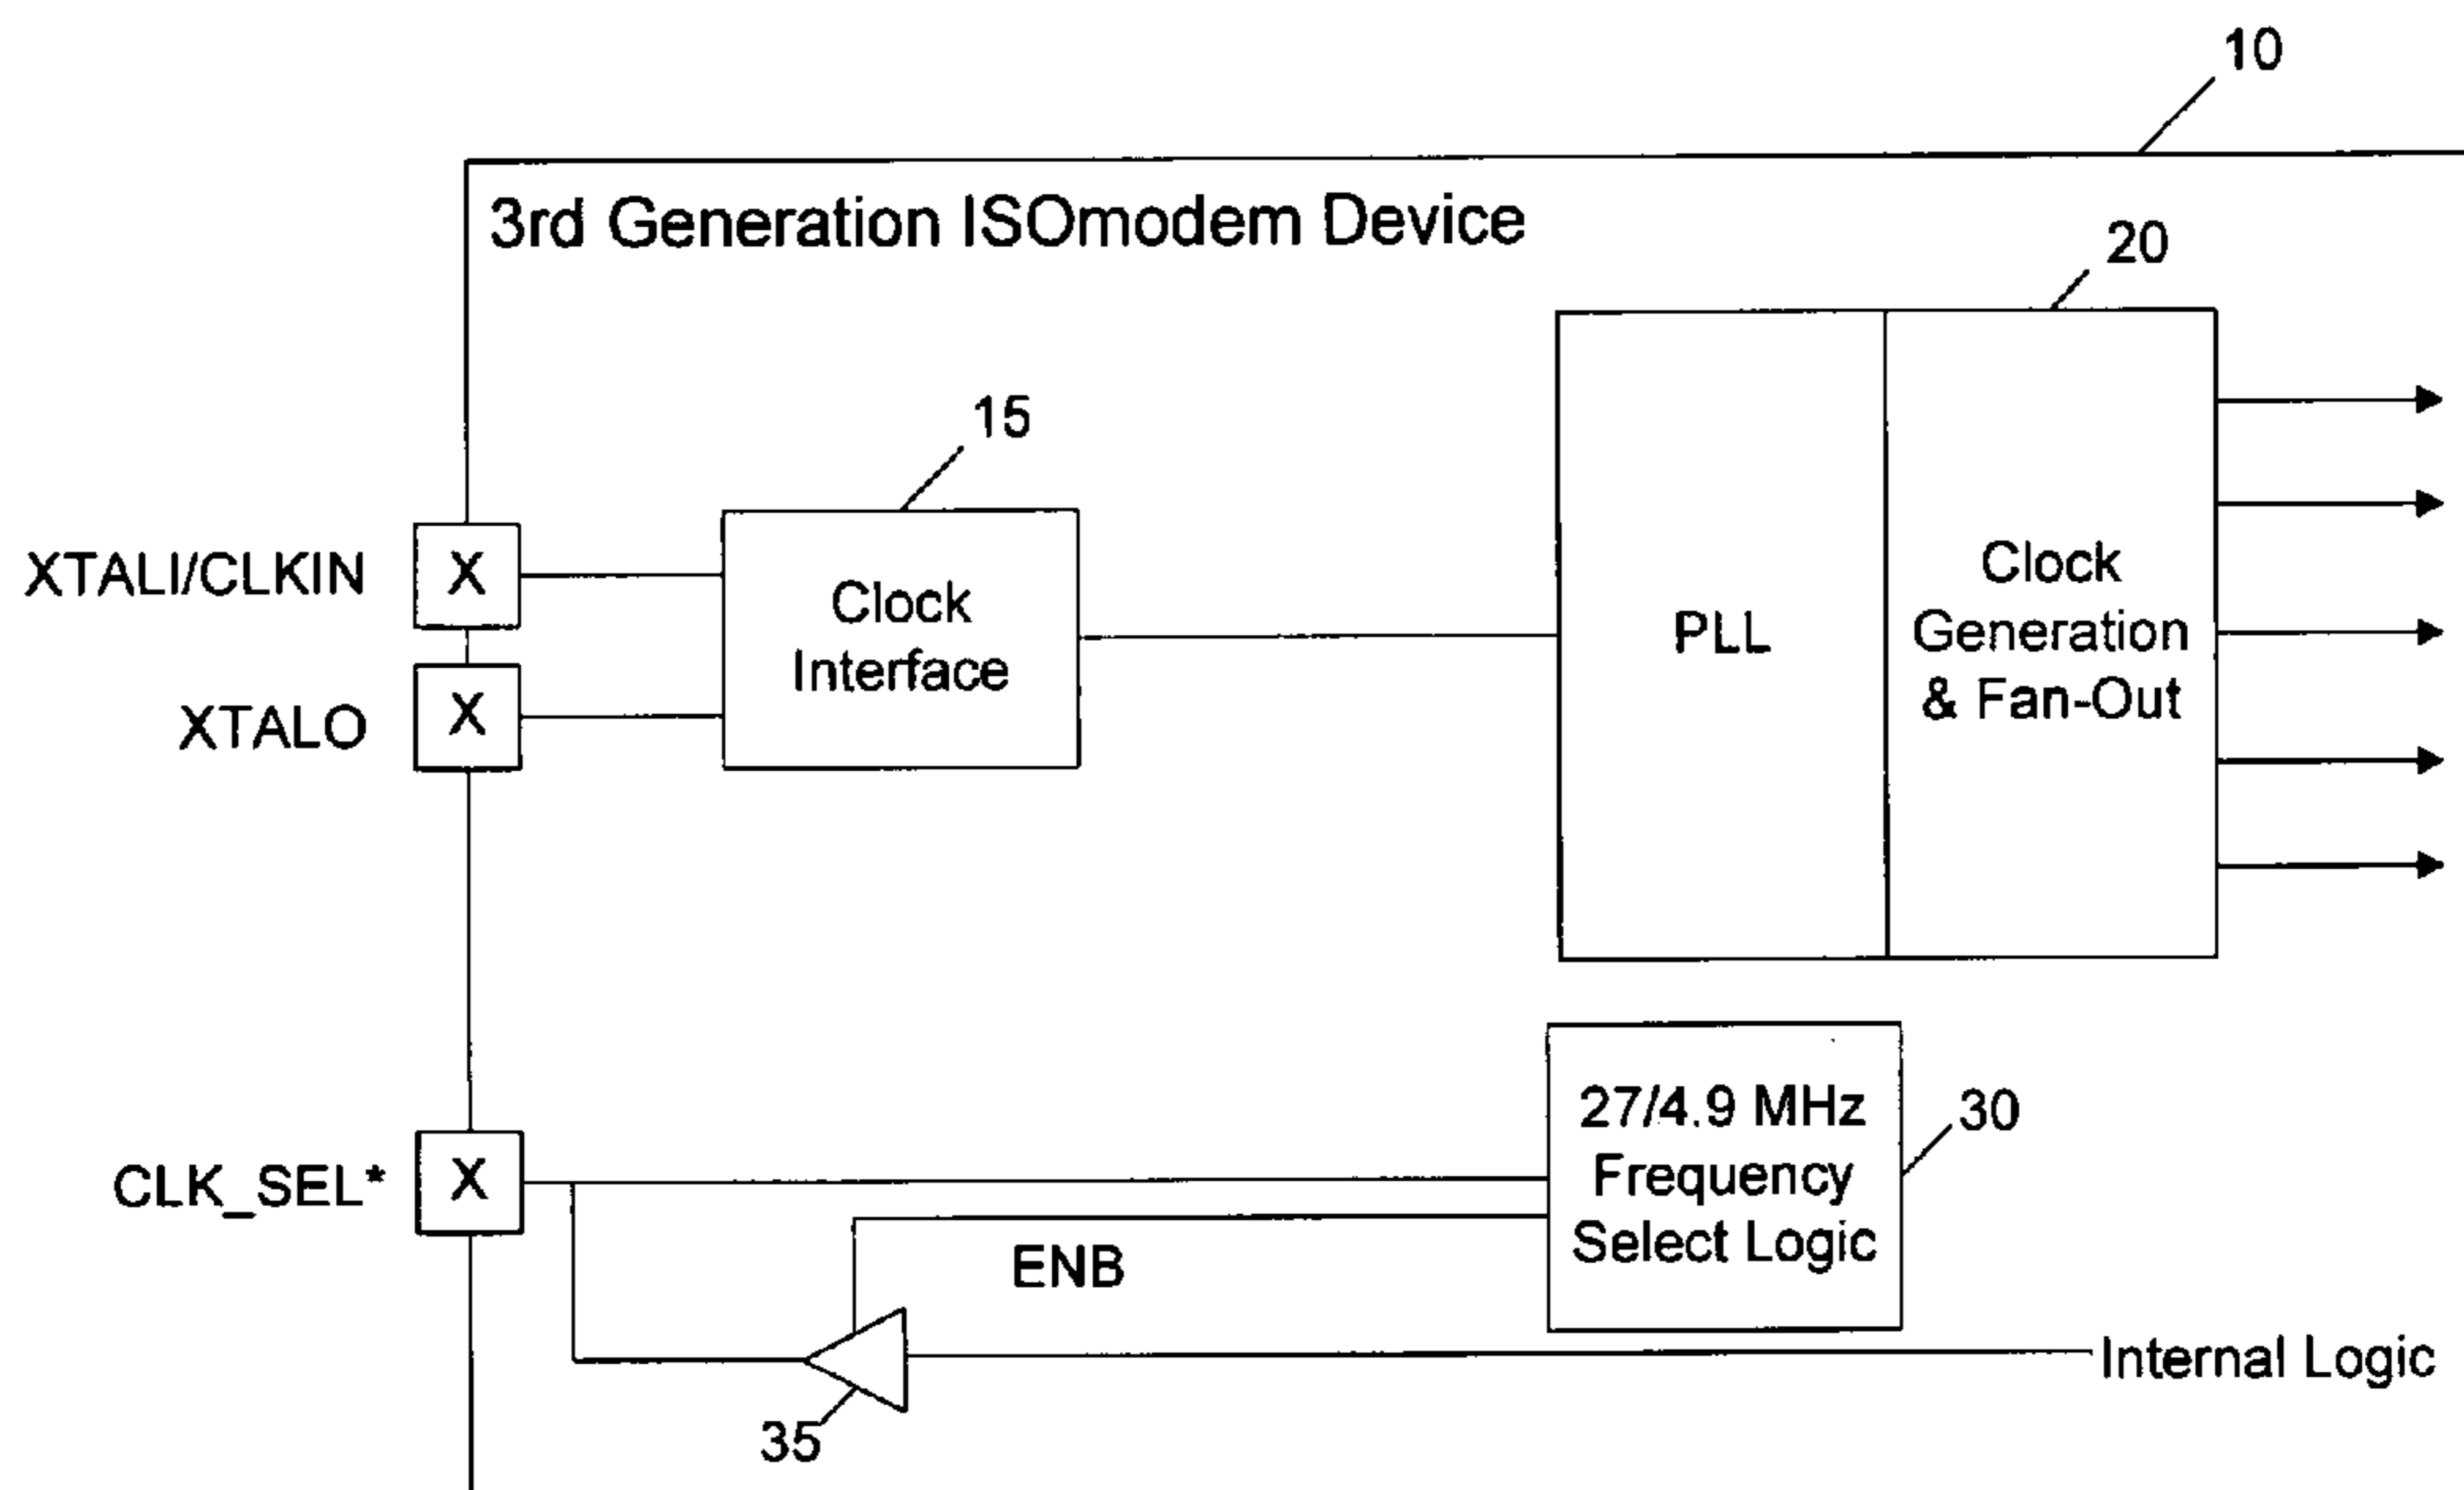 10
3rd Generation ISOmodem Device
20
15
XTALI/CLKIN
X
Clock
Interface
XTALO
X
PLL
Clock
Generation
& Fan-Out
27/4.9 MHz
Frequency
Select Logic
30
CLK_SEL*
X
ENB
Internal Logic
35